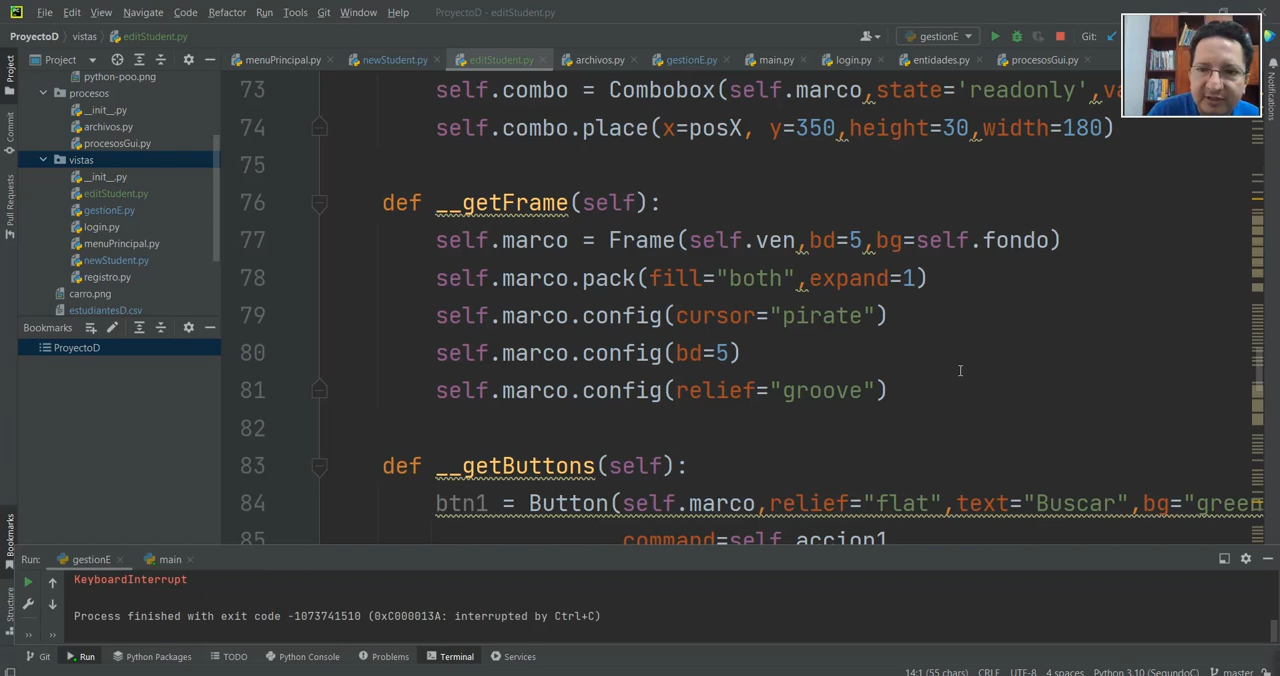 File Edit View Navigate Code Refactor Run Tools Git Window Help ProyectoD - editStudent.py
ProyectoD vistas editStudent.py gestionE Git:
Project menuPrincipal.py newStudent.py editStudent.py archivos.py gestionE.py main.py login.py entidades.py procesosGui.py
python-poo.png
procesos
__init__.py
archivos.py
procesosGui.py
vistas
__init__.py
editStudent.py
gestionE.py
login.py
menuPrincipal.py
newStudent.py
registro.py
carro.png
estudiantesD.csv
Bookmarks
ProyectoD
Project
Commit
Pull Requests
Bookmarks
Structure
Notifications
73 self.combo = Combobox(self.marco,state='readonly',va
74 self.combo.place(x=posX, y=350,height=30,width=180)
75
76 def __getFrame(self):
77 self.marco = Frame(self.ven,bd=5,bg=self.fondo)
78 self.marco.pack(fill="both",expand=1)
79 self.marco.config(cursor="pirate")
80 self.marco.config(bd=5)
81 self.marco.config(relief="groove")
82
83 def __getButtons(self):
84 btn1 = Button(self.marco,relief="flat",text="Buscar",bg="green
85 command=self.accion1
Run: gestionE main
KeyboardInterrupt
Process finished with exit code -1073741510 (0xC000013A: interrupted by Ctrl+C)
Git Run Python Packages TODO Python Console Problems Terminal Services
14:1 (55 chars) CRLF UTF-8 4 spaces Python 3.10 (SegundoC) master